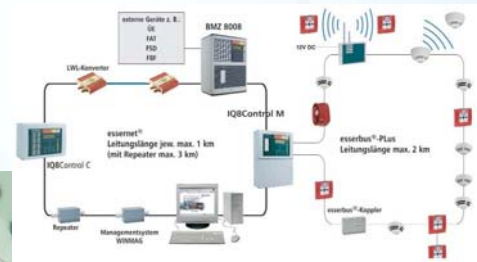 externe Geräte z. B.
ÜE
FAT
FSD
FBF
BMZ 8008
LWL-Konverter
12V DC
IQ8Control M
essernet®
Leitungslänge jew. max. 1 km
(mit Repeater max. 3 km)
esserbus®-PLus
Leitungslänge max. 2 km
IQ8Control C
Repeater
Managementsystem
WINMAG
esserbus®-Koppler